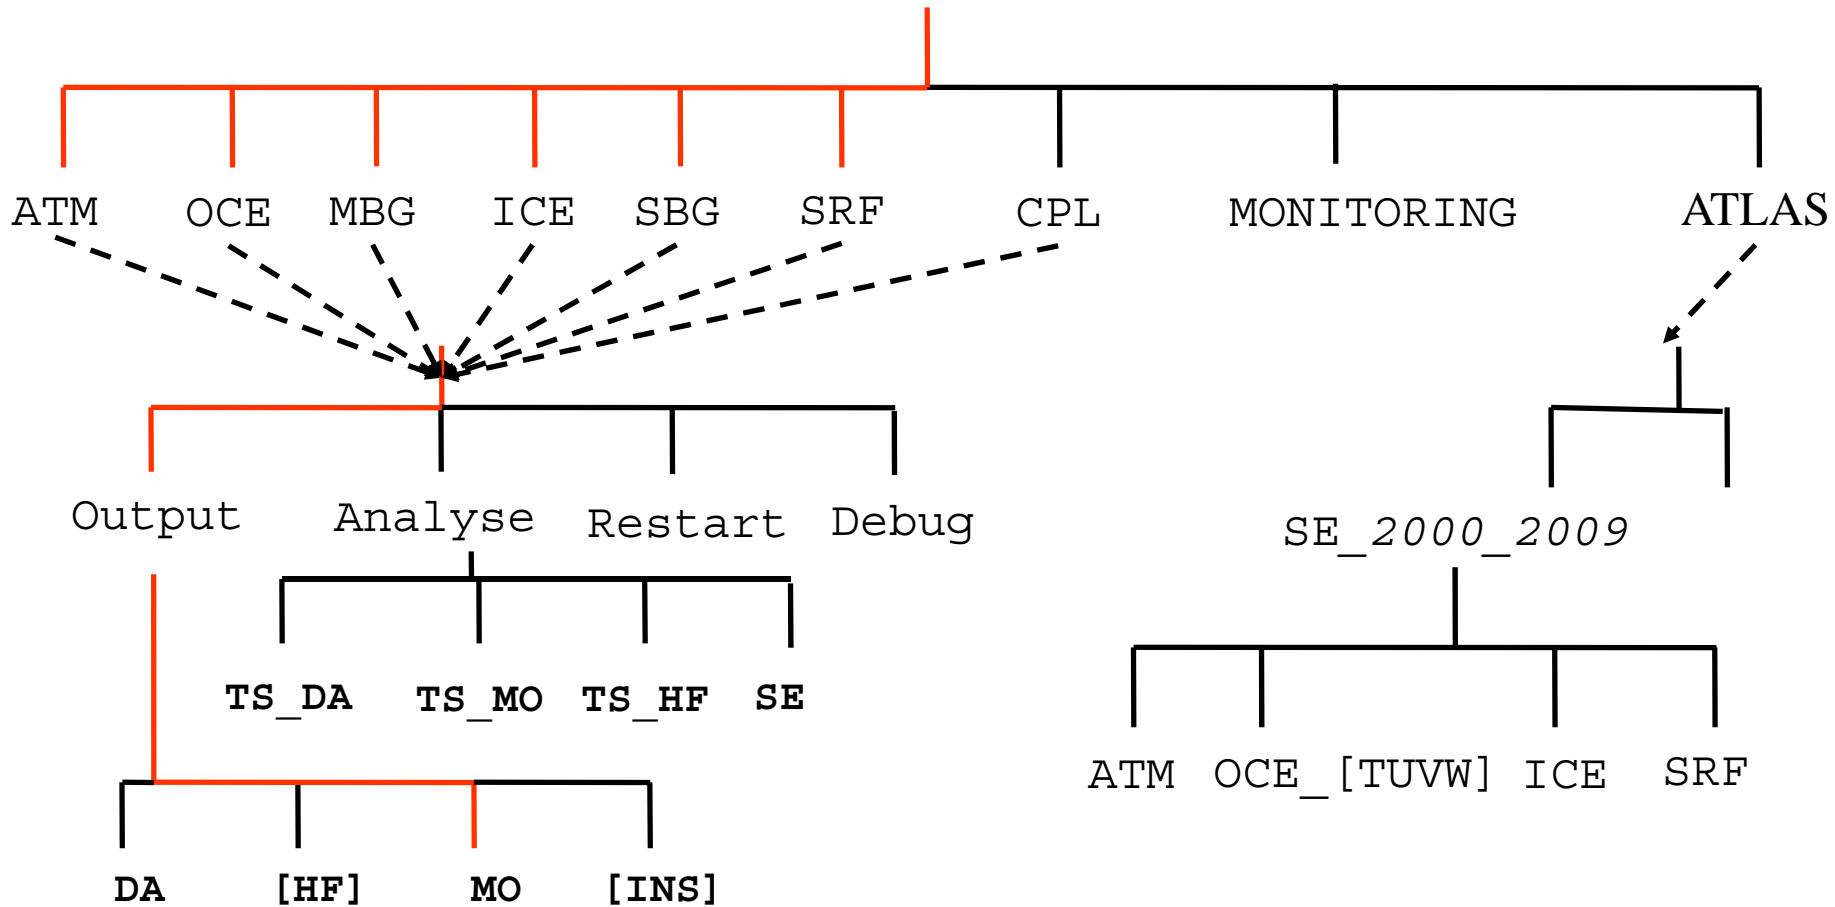 ATM OCE MBG ICE SBG SRF CPL MONITORING ATLAS
Output Analyse Restart Debug
SE_2000_2009
TS_DA TS_MO TS_HF SE
ATM OCE_[TUVW] ICE SRF
DA [HF] MO [INS]